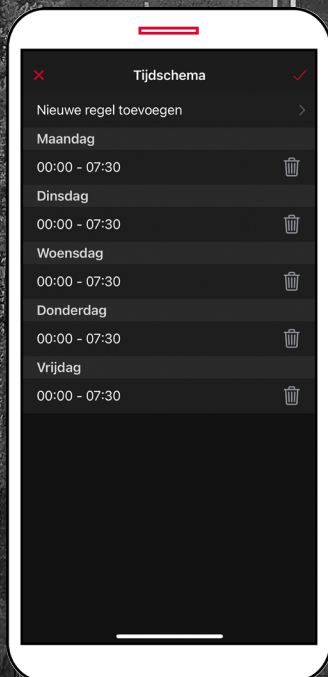 Tijdschema
Nieuwe regel toevoegen
Maandag
00:00 - 07:30
Dinsdag
00:00 - 07:30
Woensdag
00:00 - 07:30
Donderdag
00:00 - 07:30
Vrijdag
00:00 - 07:30